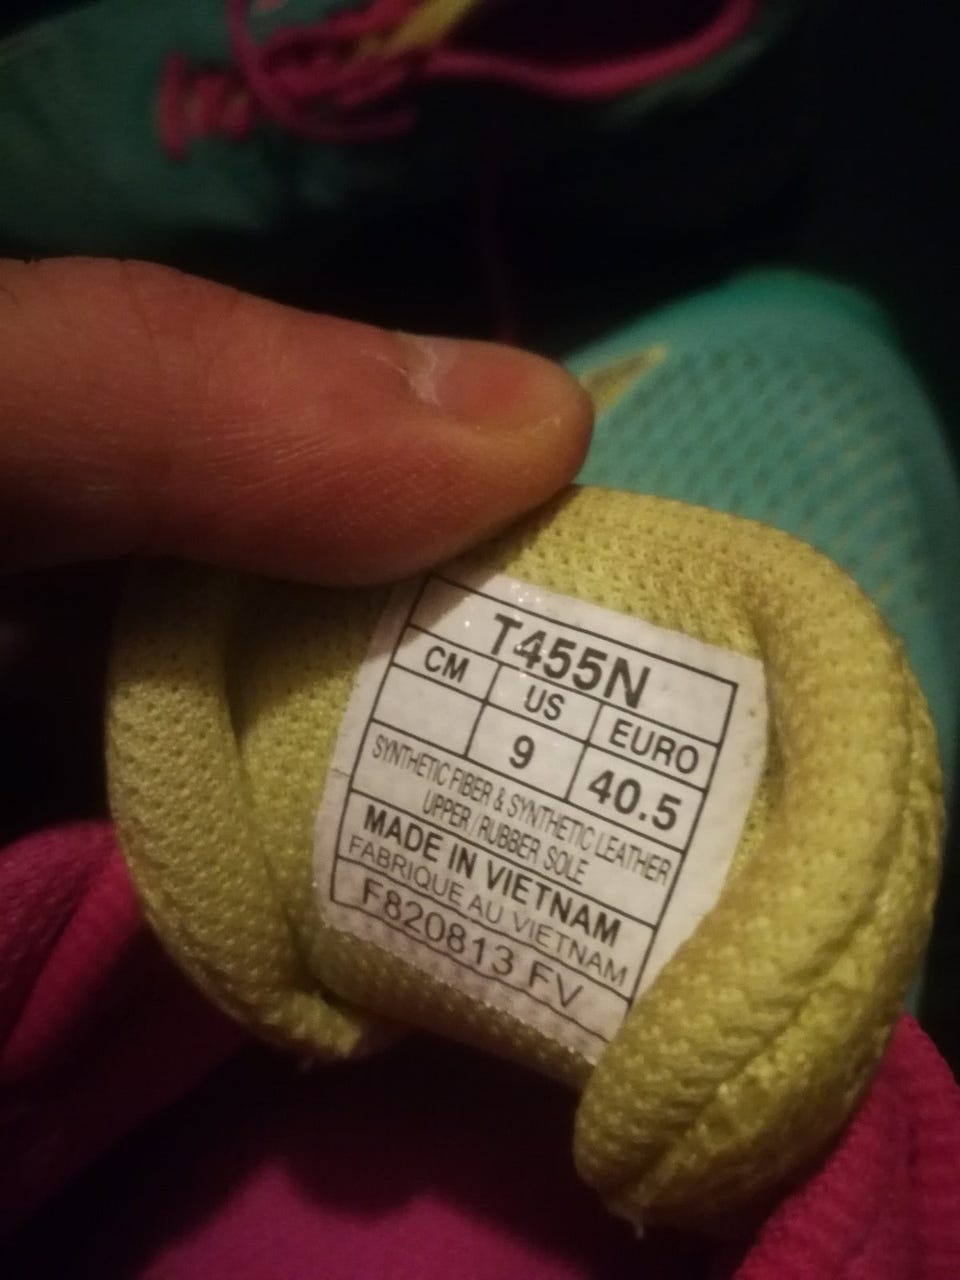 T455N
CM US EURO
9 40.5
SYNTHETIC FIBER & SYNTHETIC LEATHER
UPPER / RUBBER SOLE
MADE IN VIETNAM
FABRIQUE AU VIETNAM
F820813 FV